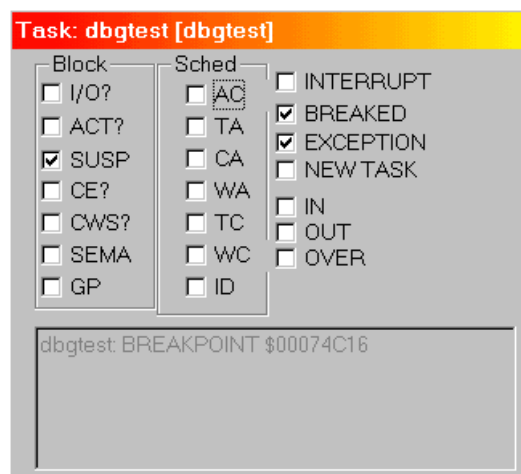 Task: dbgtest [dbgtest]
Block
I/O?
ACT?
SUSP
CE?
CWS?
SEMA
GP
Sched
AC
TA
CA
WA
TC
WC
ID
INTERRUPT
BREAKED
EXCEPTION
NEW TASK
IN
OUT
OVER
dbgtest: BREAKPOINT $00074C16